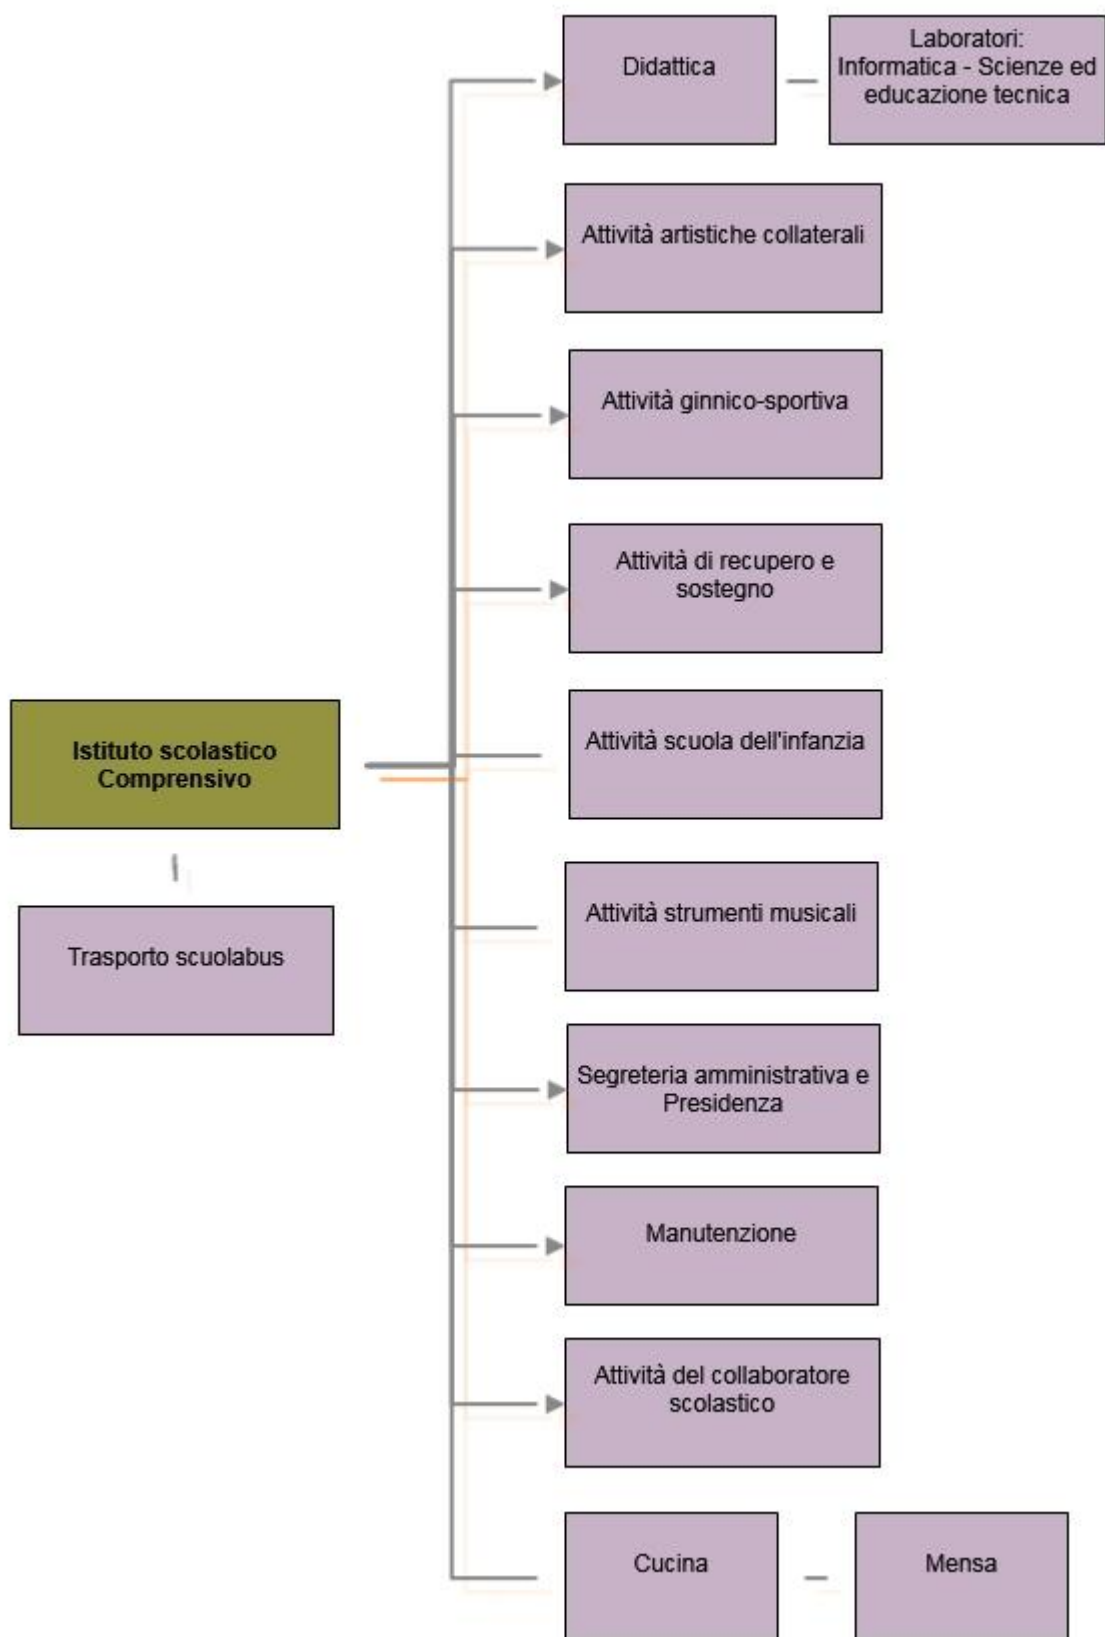 Didattica
Laboratori:
Informatica - Scienze ed
educazione tecnica
Attività artistiche collaterali
Attività ginnico-sportiva
Attività di recupero e
sostegno
Istituto scolastico
Comprensivo
Attività scuola dell'infanzia
Trasporto scuolabus
Attività strumenti musicali
Segreteria amministrativa e
Presidenza
Manutenzione
Attività del collaboratore
scolastico
Cucina
Mensa